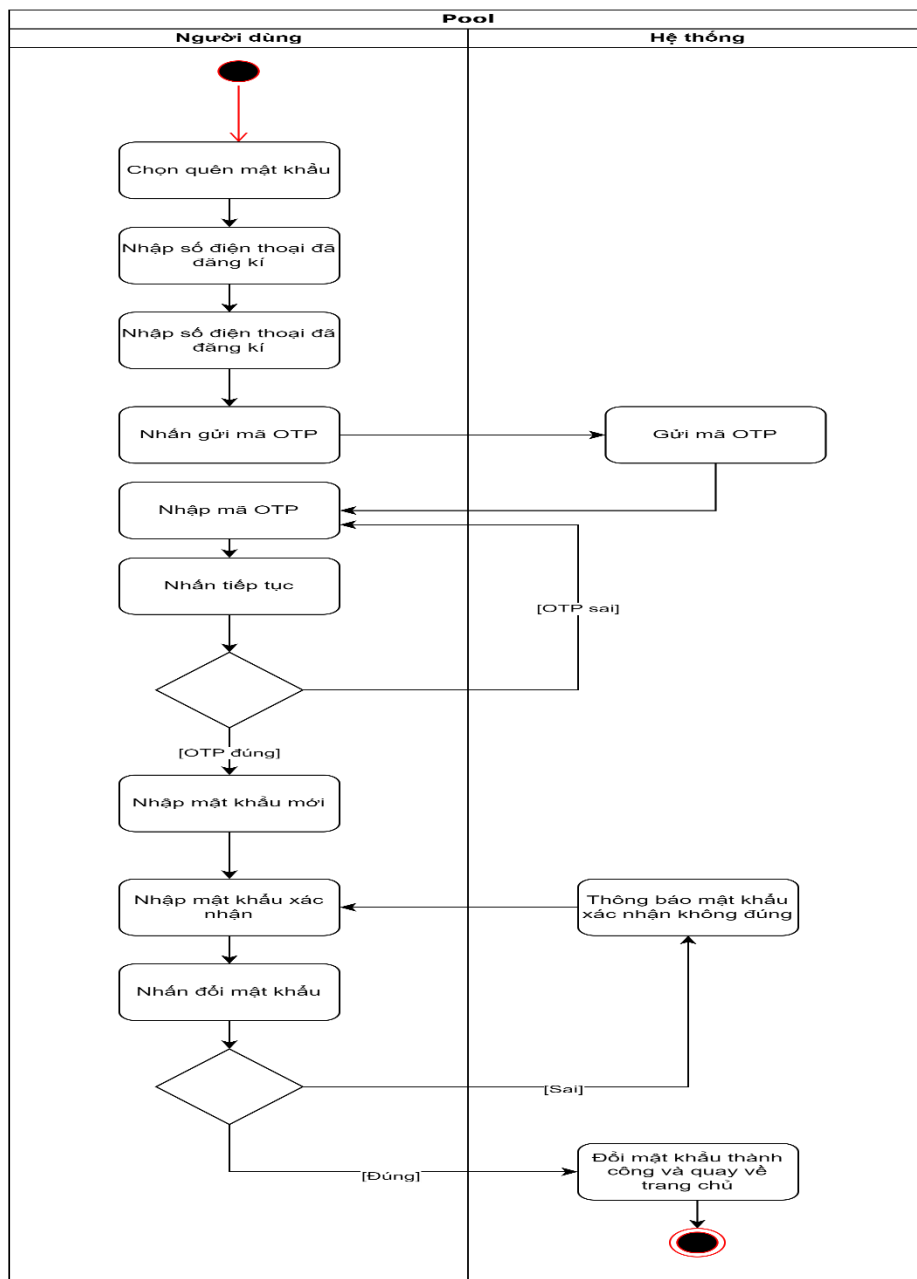 Pool
Người dùng
Hệ thống
Chọn quên mật khẩu
Nhập số điện thoại đã
đăng kí
Nhập số điện thoại đã
đăng kí
Nhấn gửi mã OTP
Gửi mã OTP
Nhập mã OTP
Nhấn tiếp tục
[OTP sai]
[OTP đúng]
Nhập mật khẩu mới
Nhập mật khẩu xác
nhận
Thông báo mật khẩu
xác nhận không đúng
Nhấn đổi mật khẩu
[Sai]
[Đúng]
Đổi mật khẩu thành
công và quay về
trang chủ